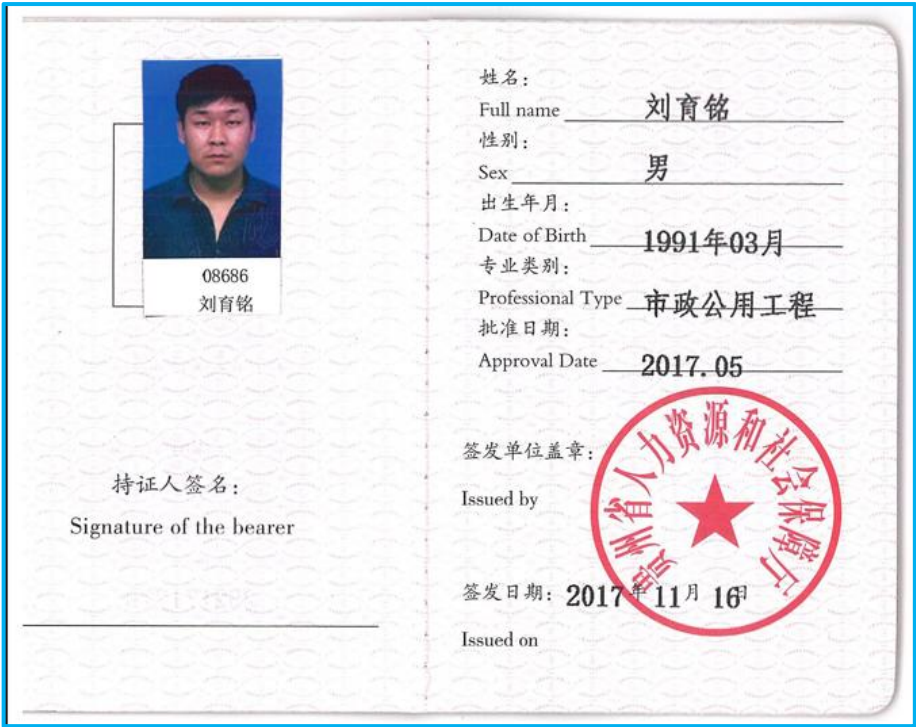 08686
刘育铭
持证人签名：
Signature of the bearer
姓名：
Full name 刘育铭
性别：
Sex 男
出生年月：
Date of Birth 1991年03月
专业类别：
Professional Type 市政公用工程
批准日期：
Approval Date 2017.05
签发单位盖章：
Issued by
贵州省人力资源和社会保障厅
签发日期：2017年11月16日
Issued on